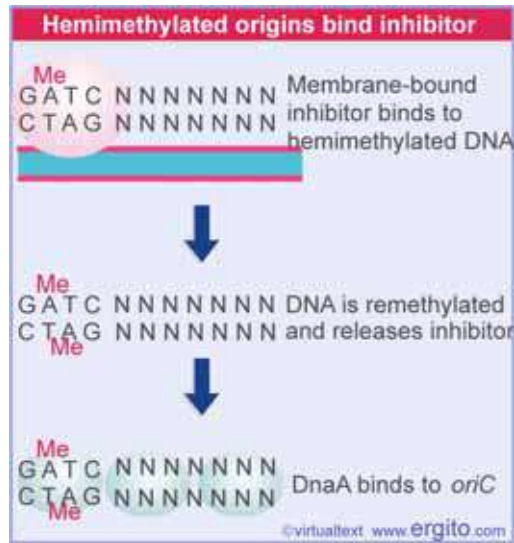 Hemimethylated origins bind inhibitor
Me
GATC NNNNNNN
CTAG NNNNNNN
Membrane-bound
inhibitor binds to
hemimethylated DNA
Me
GATC NNNNNNN
CTAG NNNNNNN
Me
DNA is remethylated
and releases inhibitor
Me
GATC NNNNNNN
CTAG NNNNNNN
Me
DnaA binds to oriC
©virtualtext www.ergito.com